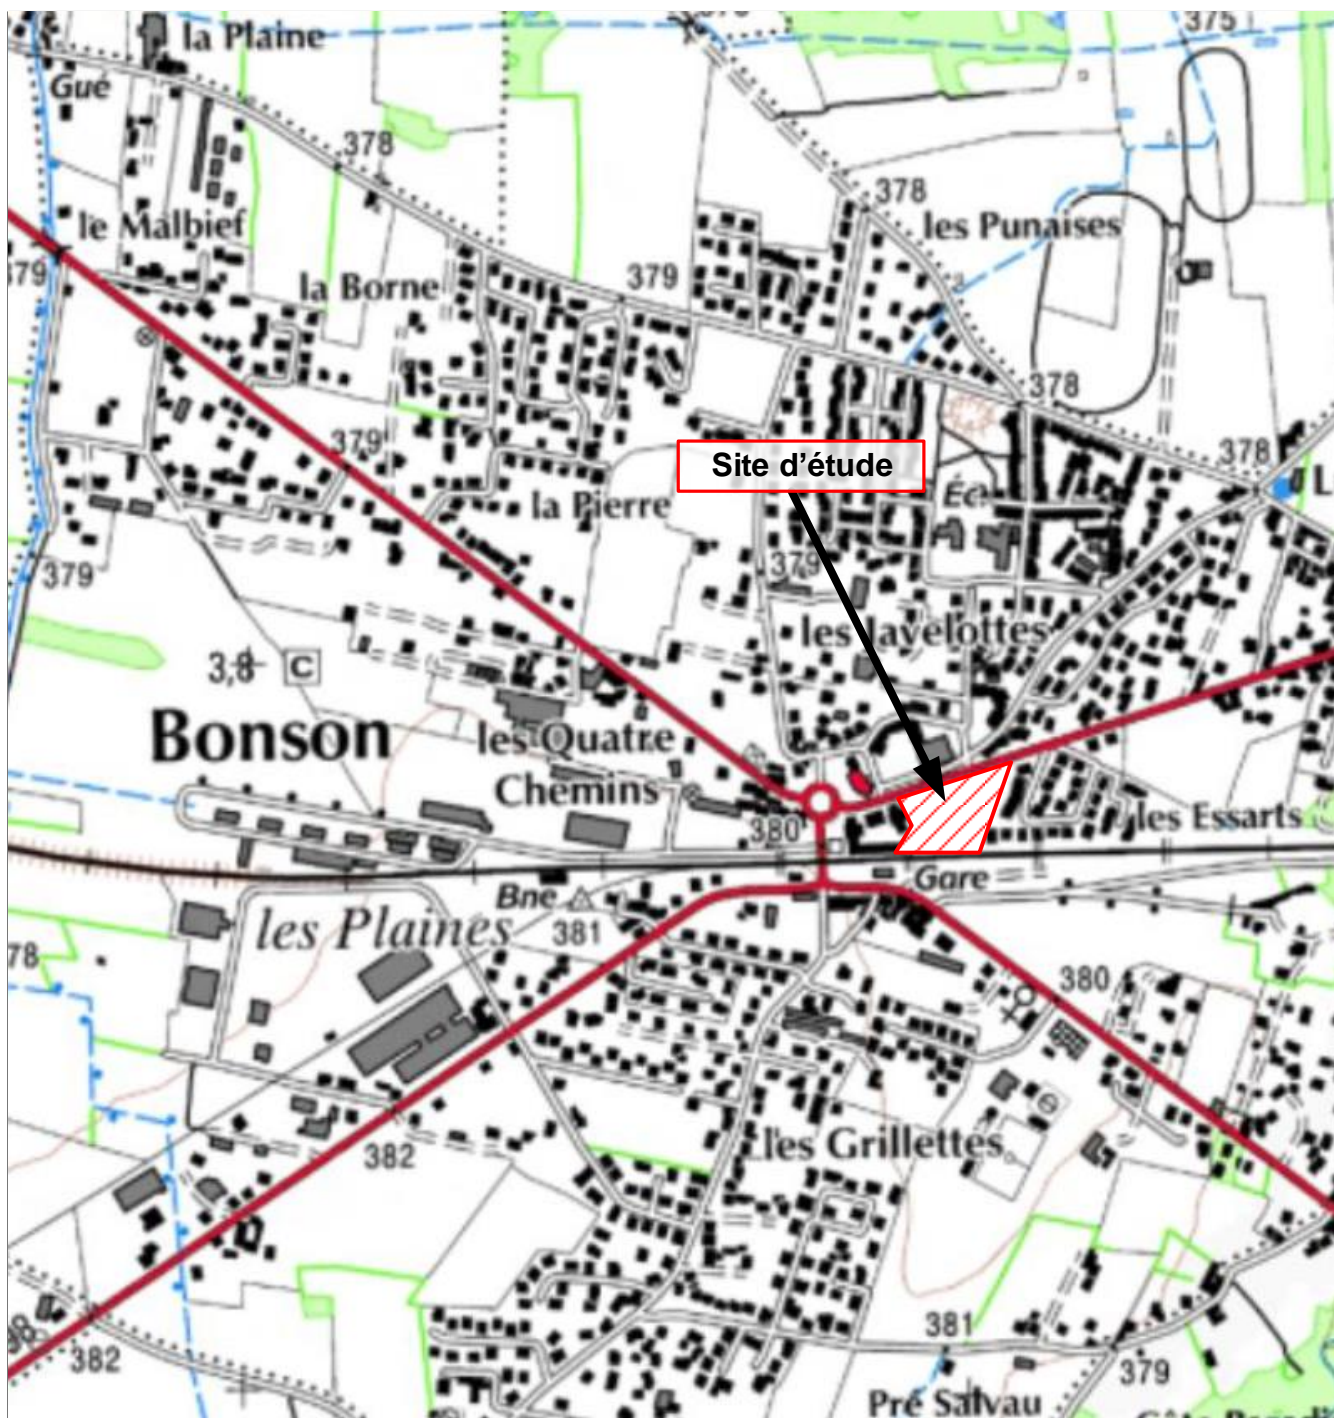 la Plaine
375
Gué
378
378
le Malbief
les Punaises
379
la Borne
379
378
379
378
Site d'étude
la Pierre
Éc
L
379
379
les Javelottes
3,8
C
Bonson
les Quatre
Chemins
380
les Essarts
Gare
Bne
les Plaines
381
78
380
les Grillettes
382
381
382
379
Pré Salvau